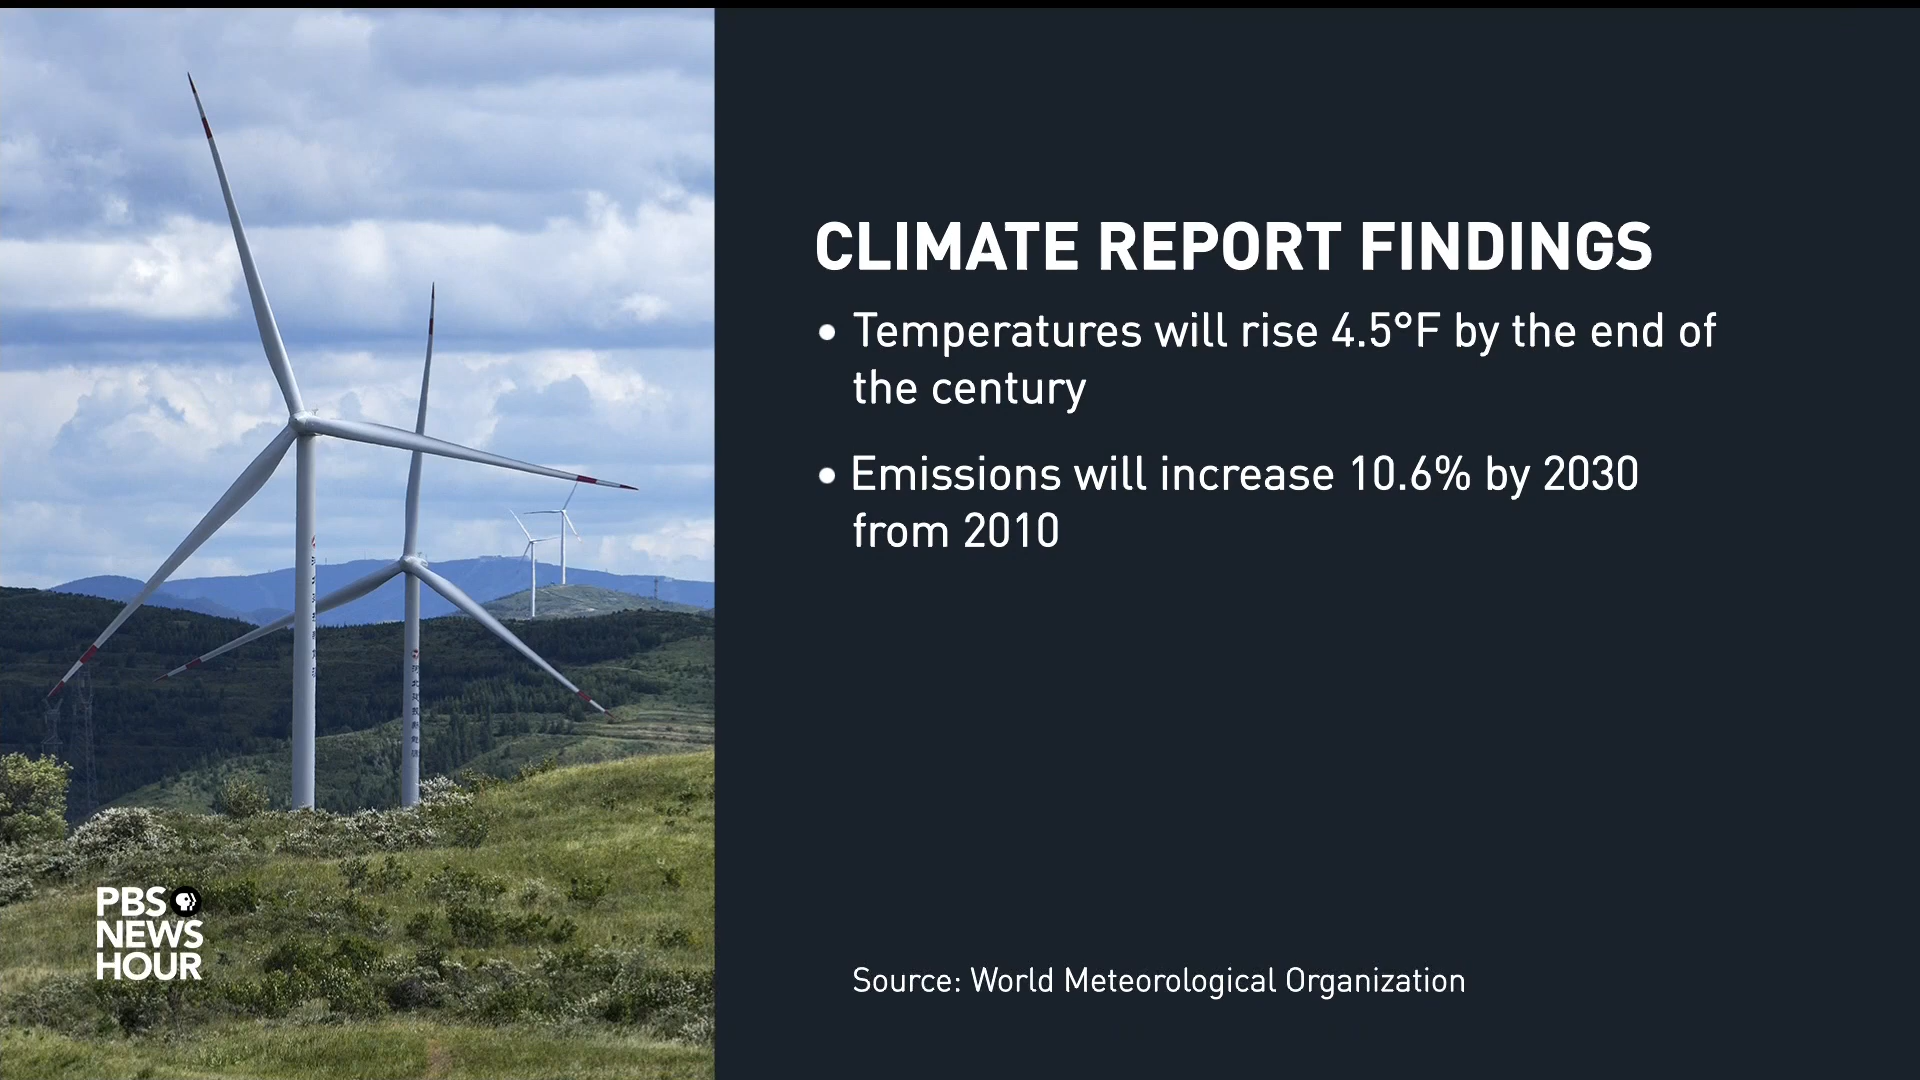 CLIMATE REPORT FINDINGS
• Temperatures will rise 4.5°F by the end of
the century
• Emissions will increase 10.6% by 2030
from 2010
Source: World Meteorological Organization
PBS
NEWS
HOUR